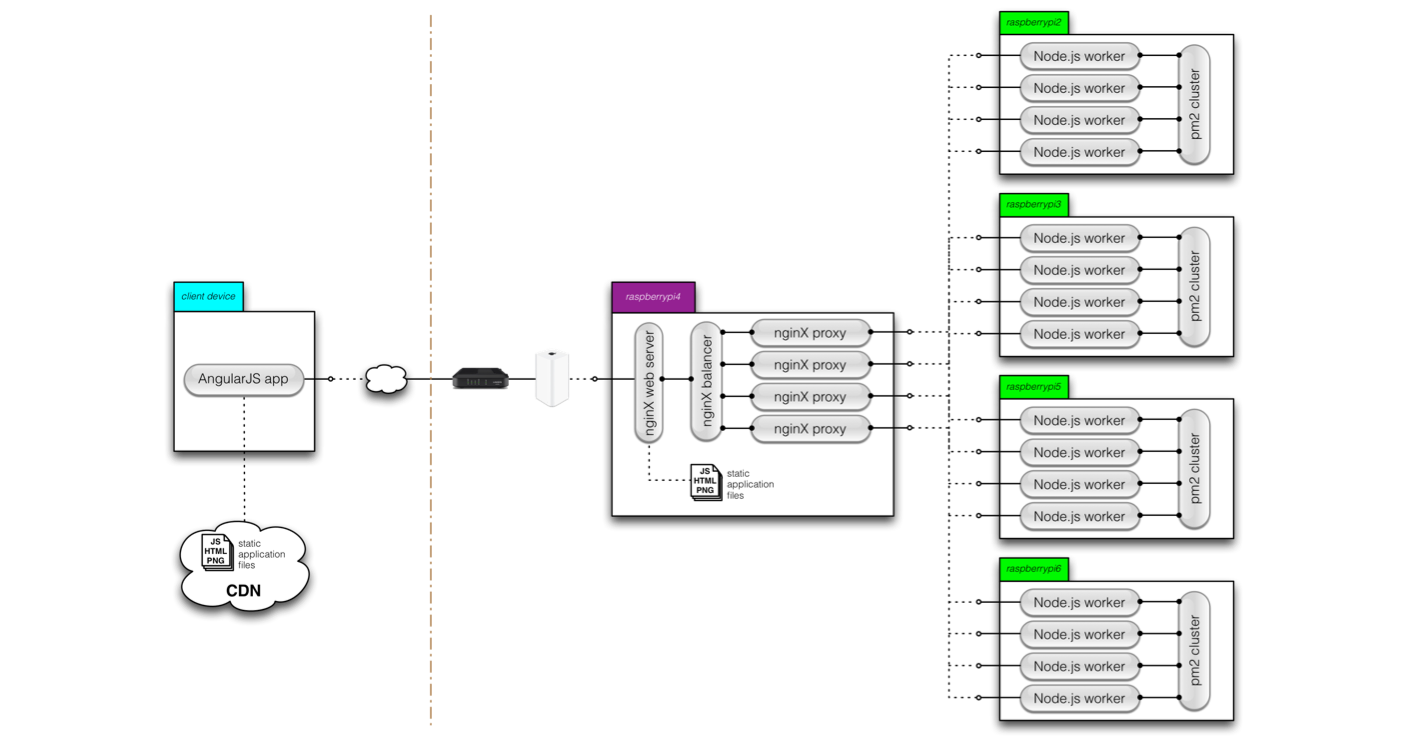 client device
AngularJS app
JS
HTML
PNG
static
application
files
CDN
raspberrypi4
nginX web server
nginX balancer
nginX proxy
nginX proxy
nginX proxy
nginX proxy
JS
HTML
PNG
static
application
files
raspberrypi2
Node.js worker
Node.js worker
Node.js worker
Node.js worker
pm2 cluster
raspberrypi3
Node.js worker
Node.js worker
Node.js worker
Node.js worker
pm2 cluster
raspberrypi5
Node.js worker
Node.js worker
Node.js worker
Node.js worker
pm2 cluster
raspberrypi6
Node.js worker
Node.js worker
Node.js worker
Node.js worker
pm2 cluster